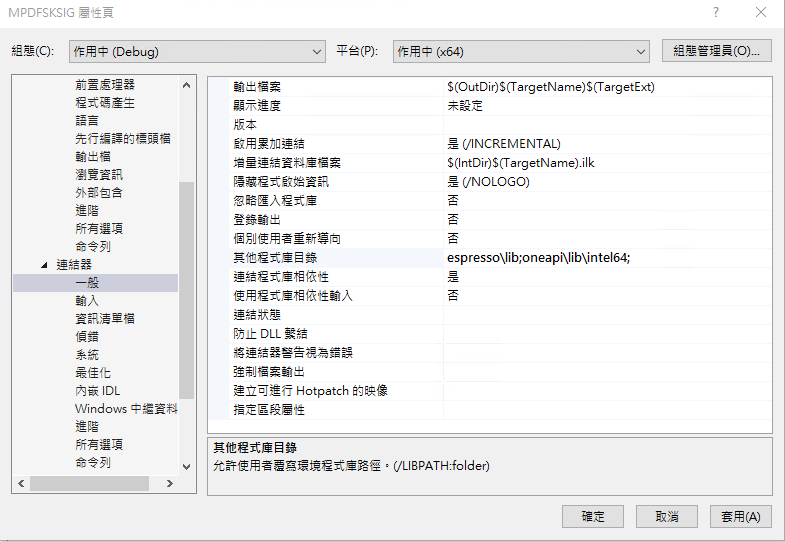 MPDFSKSIG 屬性頁
組態(C): 作用中 (Debug) 平台(P): 作用中 (x64) 組態管理員(O)...
前置處理器
程式碼產生
語言
先行編譯的標頭檔
輸出檔
瀏覽資訊
外部包含
進階
所有選項
命令列
連結器
一般
輸入
資訊清單檔
偵錯
系統
最佳化
內嵌 IDL
Windows 中繼資料
進階
所有選項
命令列
輸出檔案 $(OutDir)$(TargetName)$(TargetExt)
顯示進度 未設定
版本
啟用累加連結 是 (/INCREMENTAL)
增量連結資料庫檔案 $(IntDir)$(TargetName).ilk
隱藏程式啟始資訊 是 (/NOLOGO)
忽略匯入程式庫 否
登錄輸出 否
個別使用者重新導向 否
其他程式庫目錄 espresso\lib;oneapi\lib\intel64;
連結程式庫相依性 是
使用程式庫相依性輸入 否
連結狀態
防止 DLL 繫結
將連結器警告視為錯誤
強制檔案輸出
建立可進行 Hotpatch 的映像
指定區段屬性
其他程式庫目錄
允許使用者覆寫環境程式庫路徑。(/LIBPATH:folder)
確定 取消 套用(A)